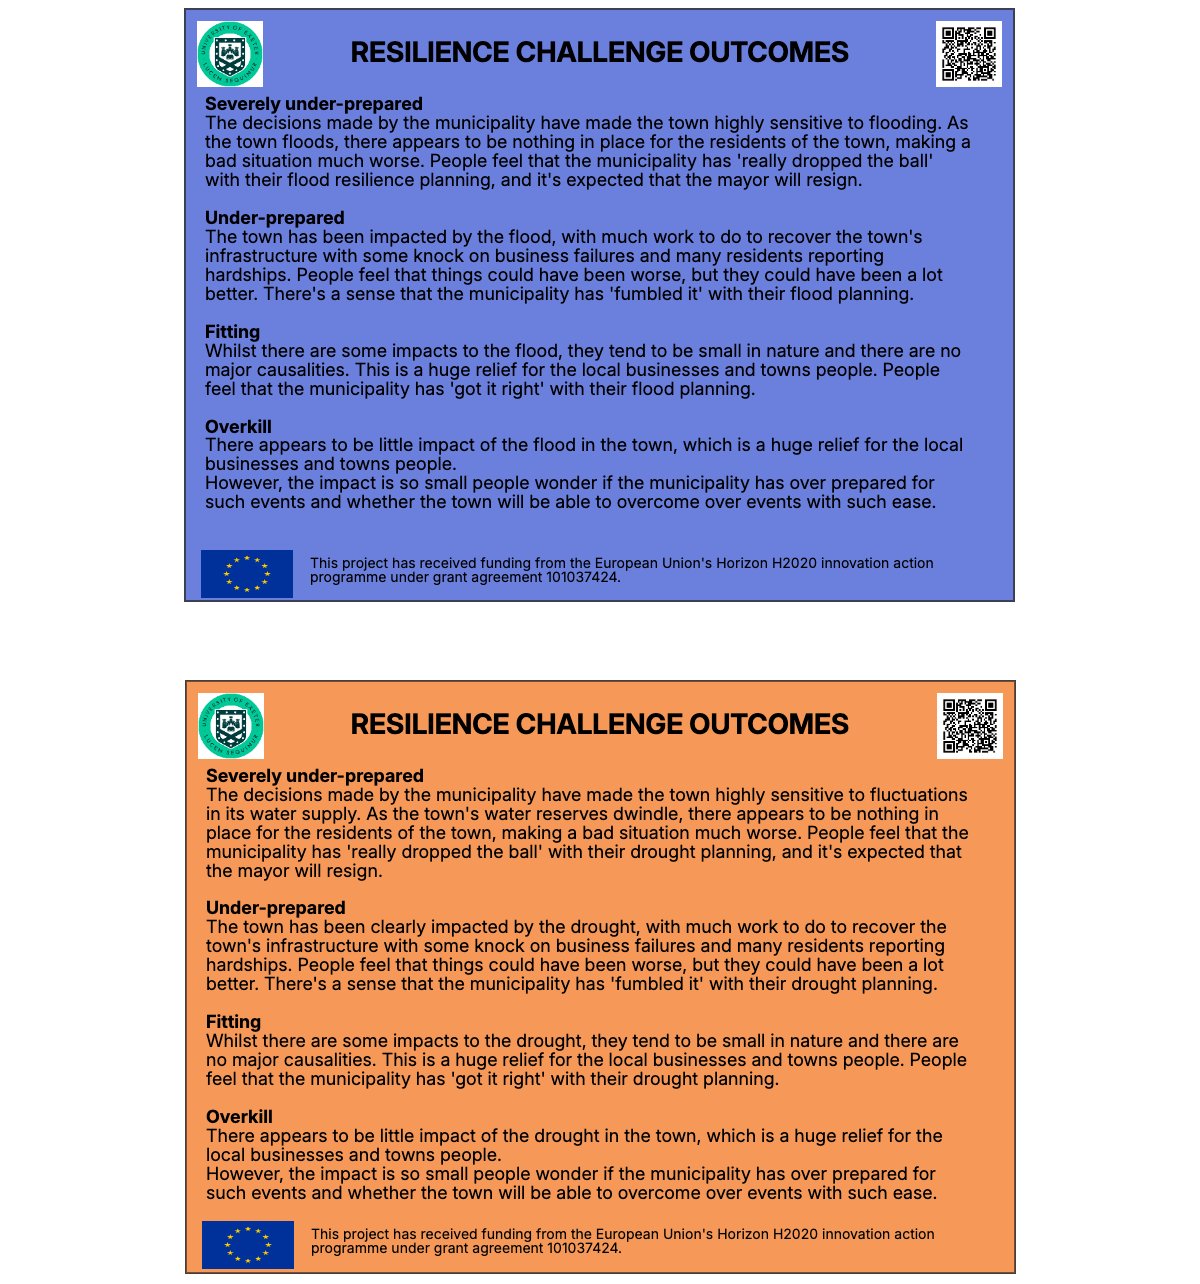 UNIVERSITY OF EXETER
LUCEM SEQUIMUR
RESILIENCE CHALLENGE OUTCOMES
Severely under-prepared
The decisions made by the municipality have made the town highly sensitive to flooding. As
the town floods, there appears to be nothing in place for the residents of the town, making a
bad situation much worse. People feel that the municipality has 'really dropped the ball'
with their flood resilience planning, and it's expected that the mayor will resign.
Under-prepared
The town has been impacted by the flood, with much work to do to recover the town's
infrastructure with some knock on business failures and many residents reporting
hardships. People feel that things could have been worse, but they could have been a lot
better. There's a sense that the municipality has 'fumbled it' with their flood planning.
Fitting
Whilst there are some impacts to the flood, they tend to be small in nature and there are no
major causalities. This is a huge relief for the local businesses and towns people. People
feel that the municipality has 'got it right' with their flood planning.
Overkill
There appears to be little impact of the flood in the town, which is a huge relief for the local
businesses and towns people.
However, the impact is so small people wonder if the municipality has over prepared for
such events and whether the town will be able to overcome over events with such ease.
This project has received funding from the European Union's Horizon H2020 innovation action
programme under grant agreement 101037424.
UNIVERSITY OF EXETER
LUCEM SEQUIMUR
RESILIENCE CHALLENGE OUTCOMES
Severely under-prepared
The decisions made by the municipality have made the town highly sensitive to fluctuations
in its water supply. As the town's water reserves dwindle, there appears to be nothing in
place for the residents of the town, making a bad situation much worse. People feel that the
municipality has 'really dropped the ball' with their drought planning, and it's expected that
the mayor will resign.
Under-prepared
The town has been clearly impacted by the drought, with much work to do to recover the
town's infrastructure with some knock on business failures and many residents reporting
hardships. People feel that things could have been worse, but they could have been a lot
better. There's a sense that the municipality has 'fumbled it' with their drought planning.
Fitting
Whilst there are some impacts to the drought, they tend to be small in nature and there are
no major causalities. This is a huge relief for the local businesses and towns people. People
feel that the municipality has 'got it right' with their drought planning.
Overkill
There appears to be little impact of the drought in the town, which is a huge relief for the
local businesses and towns people.
However, the impact is so small people wonder if the municipality has over prepared for
such events and whether the town will be able to overcome over events with such ease.
This project has received funding from the European Union's Horizon H2020 innovation action
programme under grant agreement 101037424.